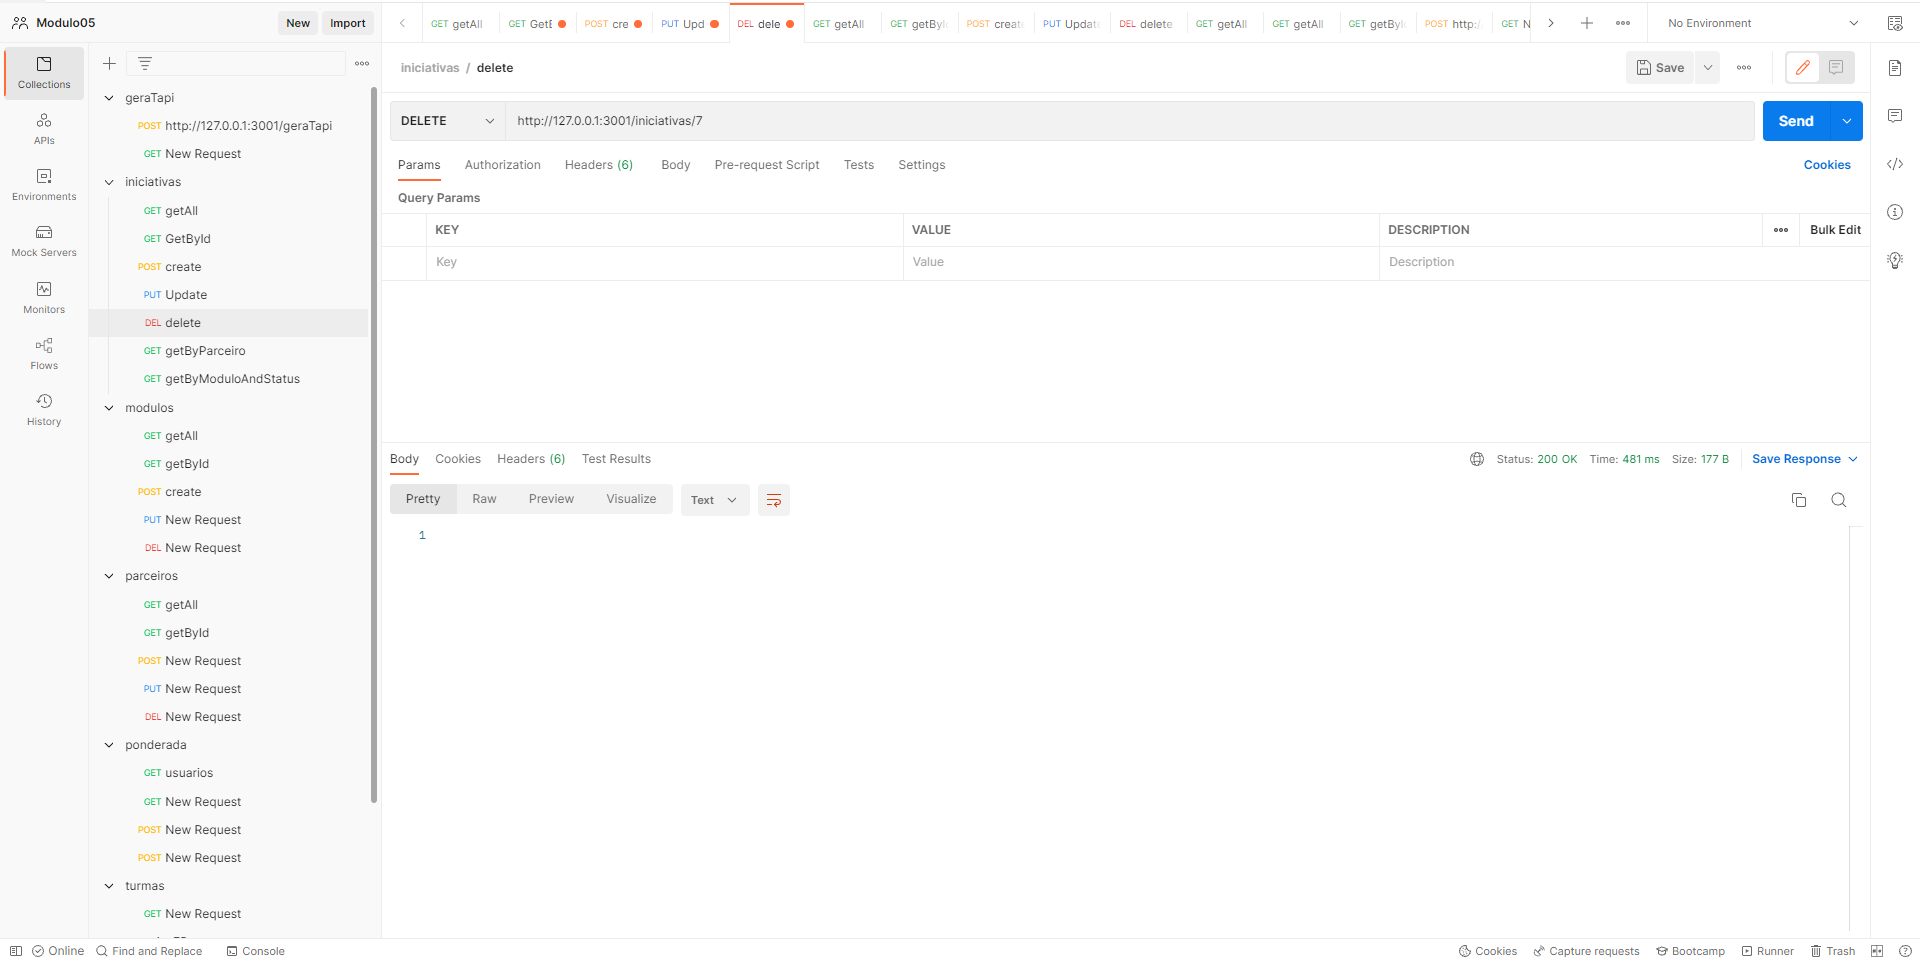 Modulo05
New
Import
GET getAll
GET GetE
POST cre
PUT Upd
DEL dele
GET getAll
GET getById
POST create
PUT Update
DEL delete
GET getAll
GET getAll
GET getById
POST http:/
GET N
No Environment
Collections
APIs
Environments
Mock Servers
Monitors
Flows
History
geraTapi
POST http://127.0.0.1:3001/geraTapi
GET New Request
iniciativas
GET getAll
GET GetById
POST create
PUT Update
DEL delete
GET getByParceiro
GET getByModuloAndStatus
modulos
GET getAll
GET getById
POST create
PUT New Request
DEL New Request
parceiros
GET getAll
GET getById
POST New Request
PUT New Request
DEL New Request
ponderada
GET usuarios
GET New Request
POST New Request
POST New Request
turmas
GET New Request
iniciativas / delete
Save
DELETE
http://127.0.0.1:3001/iniciativas/7
Send
Params Authorization Headers (6) Body Pre-request Script Tests Settings
Cookies
Query Params
KEY VALUE DESCRIPTION
Bulk Edit
Key Value Description
Body Cookies Headers (6) Test Results
Status: 200 OK Time: 481 ms Size: 177 B
Save Response
Pretty Raw Preview Visualize
Text
1
Online
Find and Replace
Console
Cookies
Capture requests
Bootcamp
Runner
Trash